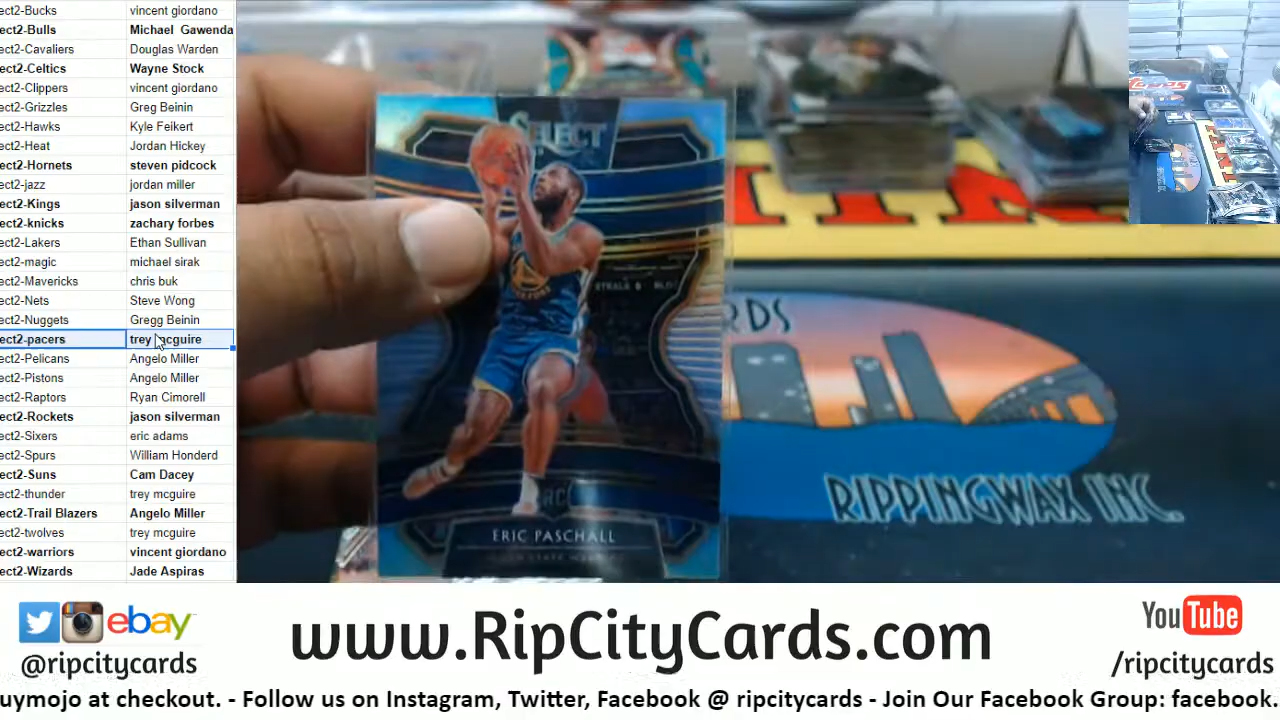 ect2-Bucks vincent giordano
ect2-Bulls Michael Gawenda
ect2-Cavaliers Douglas Warden
ect2-Celtics Wayne Stock
ect2-Clippers vincent giordano
ect2-Grizzles Greg Beinin
ect2-Hawks Kyle Feikert
ect2-Heat Jordan Hickey
ect2-Hornets steven pidcock
ect2-jazz jordan miller
ect2-Kings jason silverman
ect2-knicks zachary forbes
ect2-Lakers Ethan Sullivan
ect2-magic michael sirak
ect2-Mavericks chris buk
ect2-Nets Steve Wong
ect2-Nuggets Gregg Beinin
ect2-pacers trey mcguire
ect2-Pelicans Angelo Miller
ect2-Pistons Angelo Miller
ect2-Raptors Ryan Cimorell
ect2-Rockets jason silverman
ect2-Sixers eric adams
ect2-Spurs William Honderd
ect2-Suns Cam Dacey
ect2-thunder trey mcguire
ect2-Trail Blazers Angelo Miller
ect2-twolves trey mcguire
ect2-warriors vincent giordano
ect2-Wizards Jade Aspiras
SELECT
STEALS & BLO
RC
ERIC PASCHALL
RDS
RIPPINGWAX INC.
ebay
@ripcitycards
www.RipCityCards.com
YouTube
/ripcitycards
uymojo at checkout. - Follow us on Instagram, Twitter, Facebook @ ripcitycards - Join Our Facebook Group: facebook.